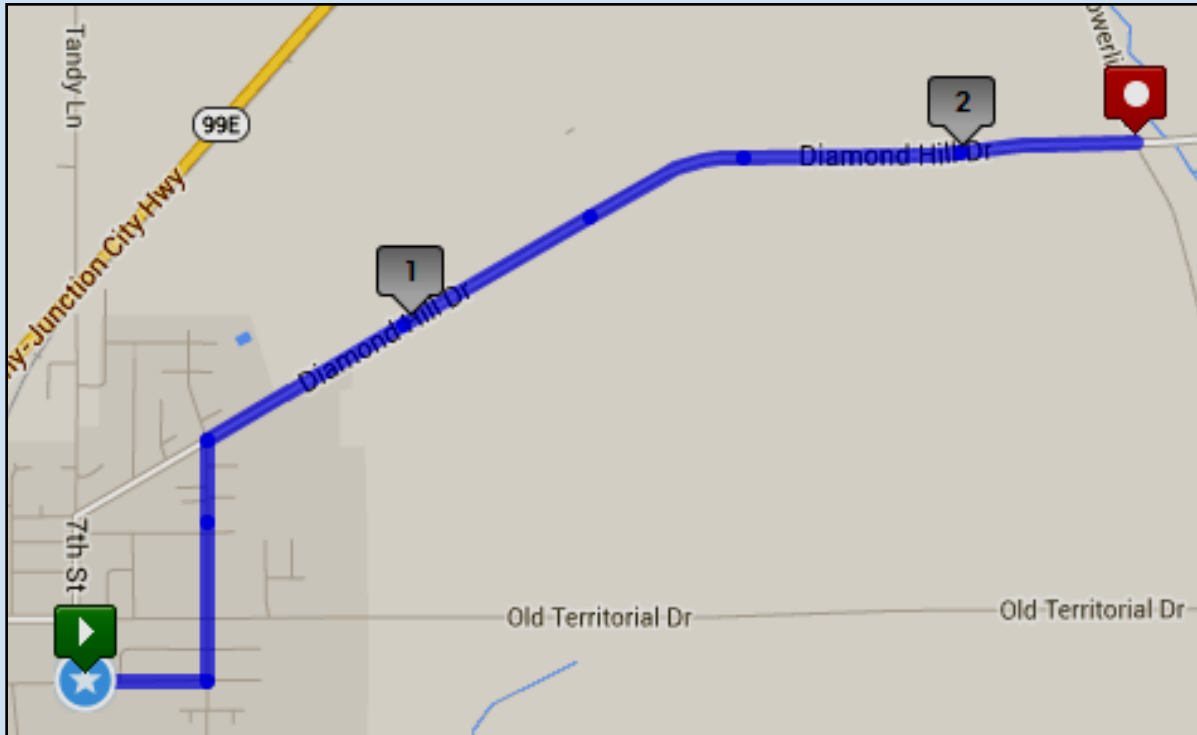 Tandy Ln
99E
2
Diamond Hill Dr
ny-Junction City Hwy
1
Diamond Hill Dr
7th St
Old Territorial Dr
Old Territorial Dr